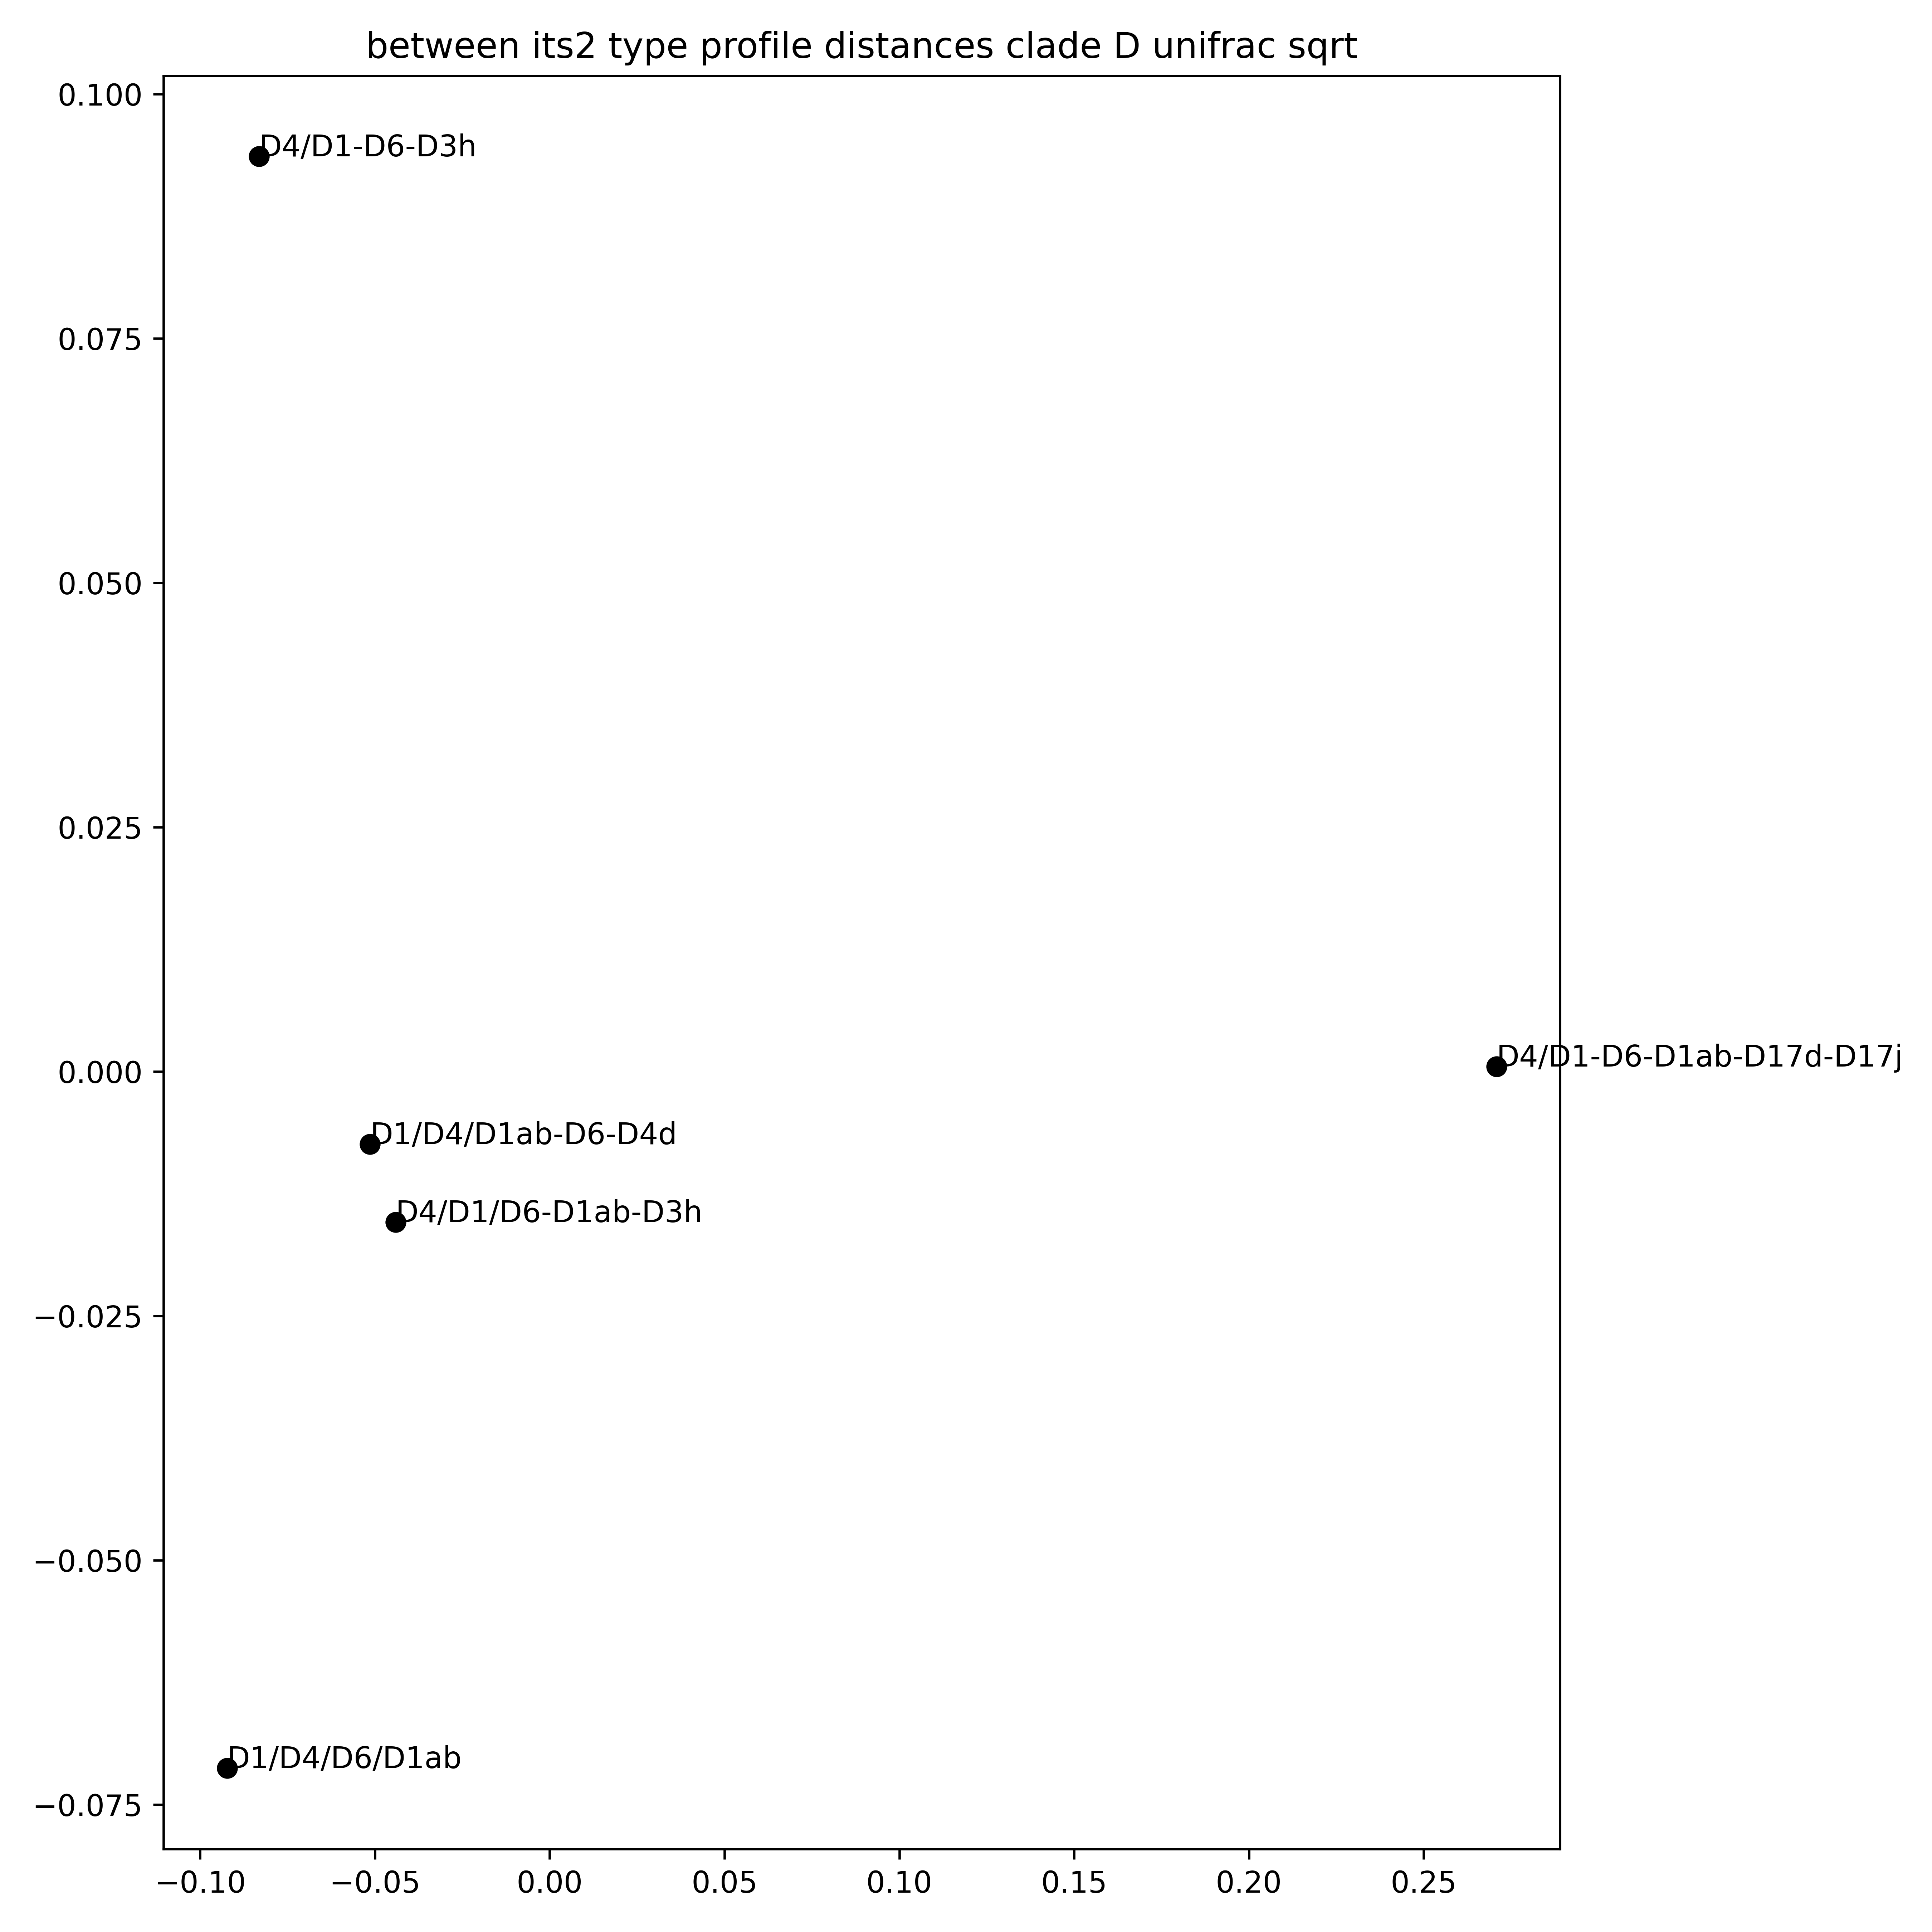 between its2 type profile distances clade D unifrac sqrt
0.100
D4/D1-D6-D3h
0.075
0.050
0.025
0.000
D4/D1-D6-D1ab-D17d-D17j
D1/D4/D1ab-D6-D4d
D4/D1/D6-D1ab-D3h
−0.025
−0.050
D1/D4/D6/D1ab
−0.075
−0.10 −0.05 0.00 0.05 0.10 0.15 0.20 0.25